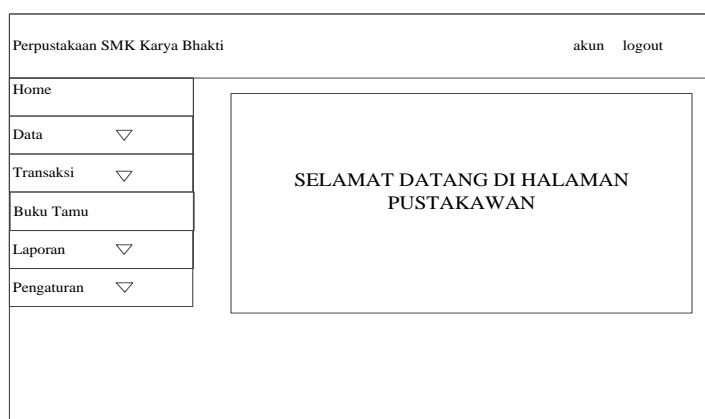 Perpustakaan SMK Karya Bhakti
akun logout
Home
Data
Transaksi
Buku Tamu
Laporan
Pengaturan
SELAMAT DATANG DI HALAMAN
PUSTAKAWAN